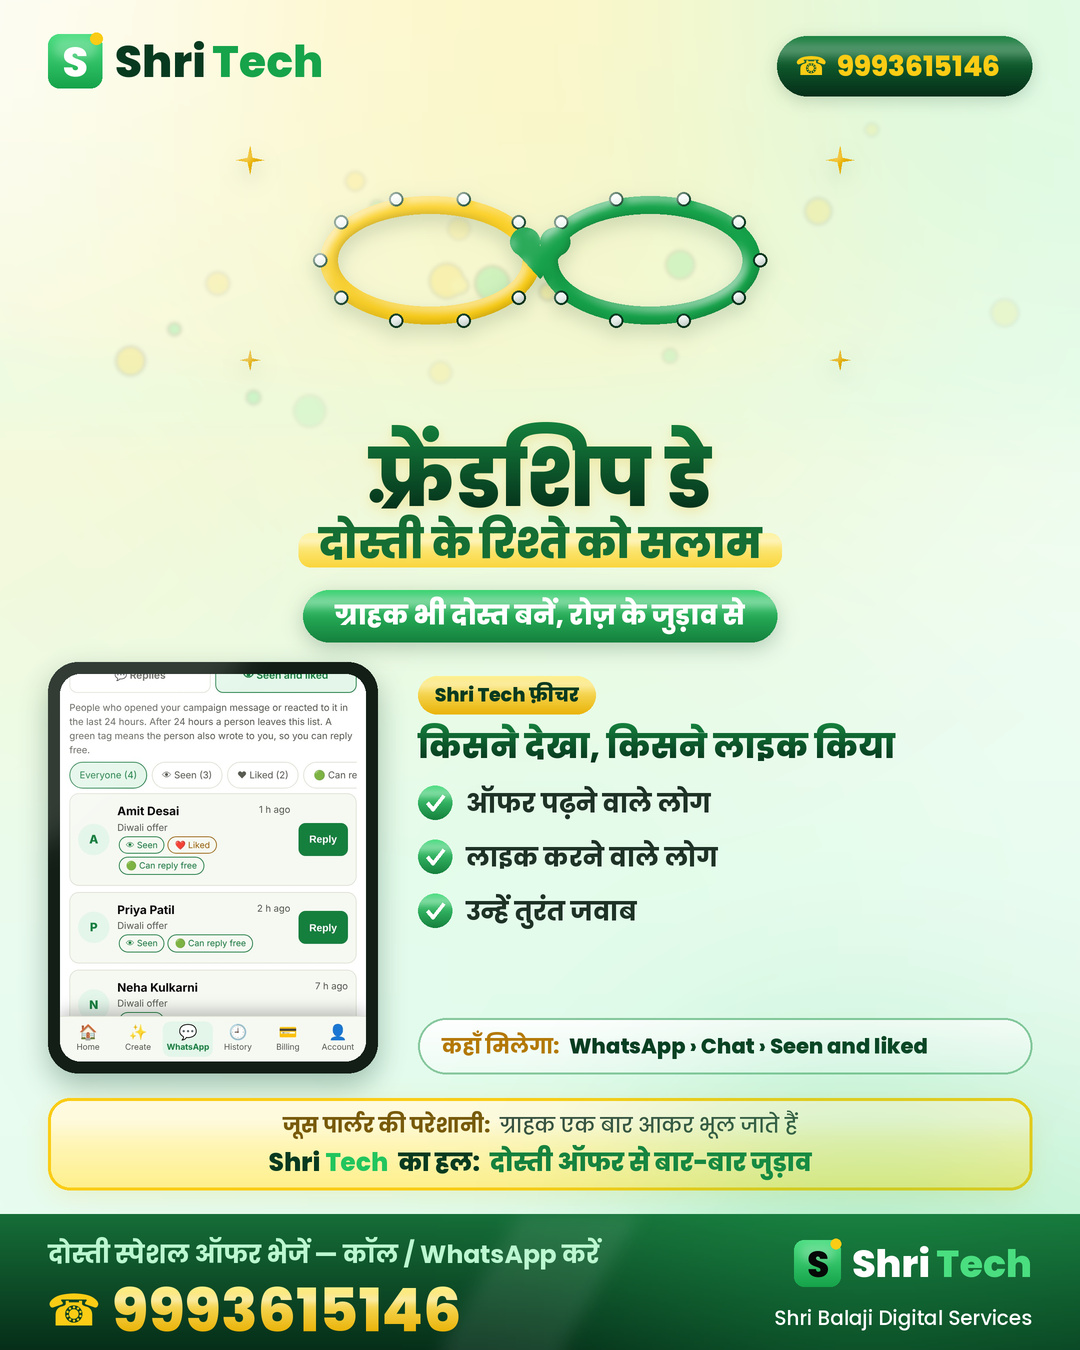 S Shri Tech
☎ 9993615146
फ़्रेंडशिप डे
दोस्ती के रिश्ते को सलाम
ग्राहक भी दोस्त बनें, रोज़ के जुड़ाव से
💬 Replies
👁 Seen and liked
People who opened your campaign message or reacted to it in
the last 24 hours. After 24 hours a person leaves this list. A
green tag means the person also wrote to you, so you can reply
free.
Everyone (4)
👁 Seen (3)
♥ Liked (2)
🟢 Can re
A
Amit Desai
1 h ago
Diwali offer
👁 Seen
❤️ Liked
🟢 Can reply free
Reply
P
Priya Patil
2 h ago
Diwali offer
👁 Seen
🟢 Can reply free
Reply
N
Neha Kulkarni
7 h ago
Diwali offer
Home
Create
WhatsApp
History
Billing
Account
Shri Tech फ़ीचर
किसने देखा, किसने लाइक किया
ऑफर पढ़ने वाले लोग
लाइक करने वाले लोग
उन्हें तुरंत जवाब
कहाँ मिलेगा: WhatsApp › Chat › Seen and liked
जूस पार्लर की परेशानी: ग्राहक एक बार आकर भूल जाते हैं
Shri Tech का हल: दोस्ती ऑफर से बार-बार जुड़ाव
दोस्ती स्पेशल ऑफर भेजें — कॉल / WhatsApp करें
☎ 9993615146
S Shri Tech
Shri Balaji Digital Services